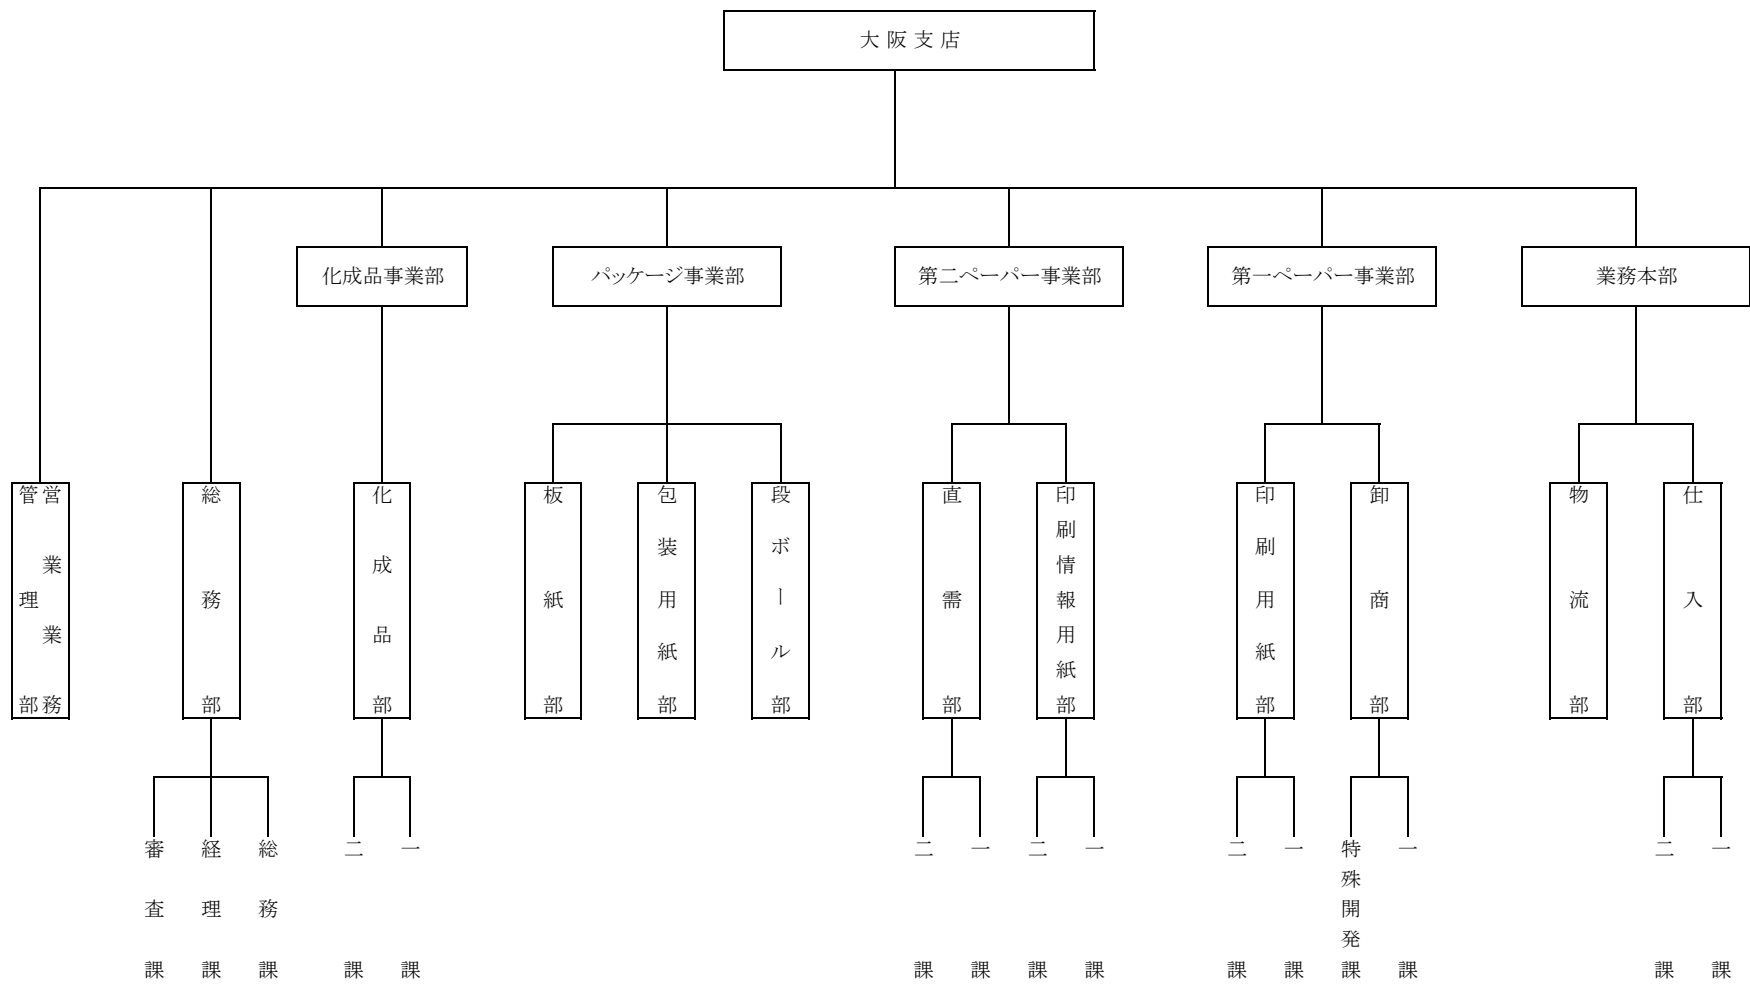 大阪支店
業務本部
第一ペーパー事業部
第二ペーパー事業部
パッケージ事業部
化成品事業部
仕入部
物流部
卸商部
印刷用紙部
印刷情報用紙部
直需部
段ボール部
包装用紙部
板紙部
化成品部
総務部
営業業務
管理部
一課
二課
一課
特殊開発課
一課
二課
一課
二課
一課
二課
一課
二課
総務課
経理課
審査課